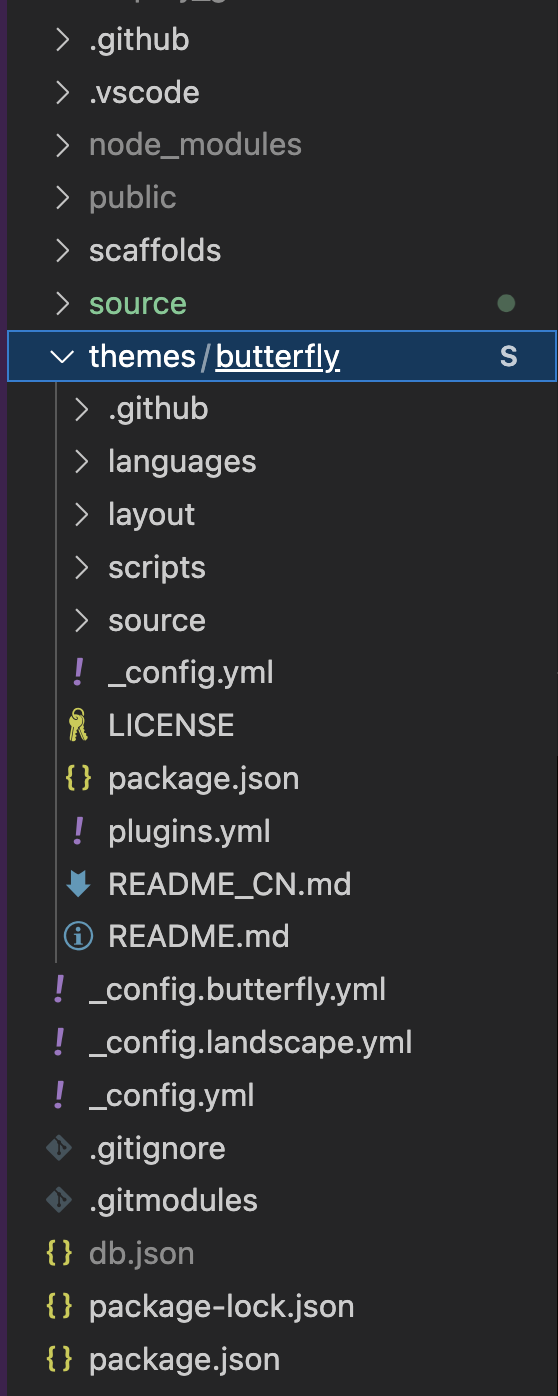 .github
.vscode
node_modules
public
scaffolds
source
themes/butterfly S
.github
languages
layout
scripts
source
_config.yml
LICENSE
package.json
plugins.yml
README_CN.md
README.md
_config.butterfly.yml
_config.landscape.yml
_config.yml
.gitignore
.gitmodules
db.json
package-lock.json
package.json